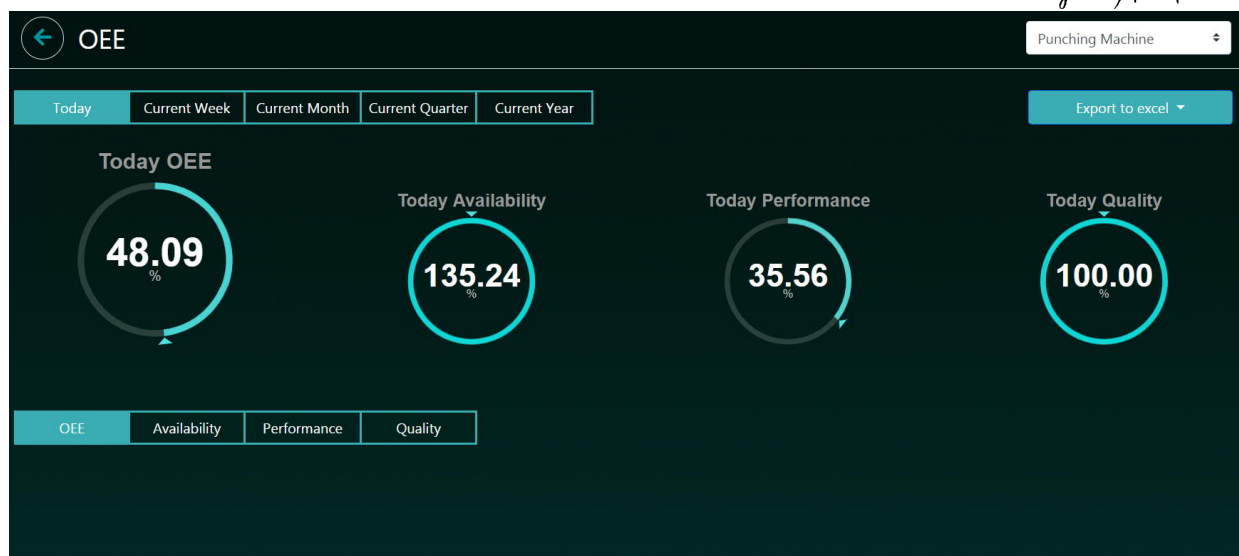 OEE
Punching Machine
Today
Current Week
Current Month
Current Quarter
Current Year
Export to excel
Today OEE
48.09
%
Today Availability
135.24
%
Today Performance
35.56
%
Today Quality
100.00
%
OEE
Availability
Performance
Quality